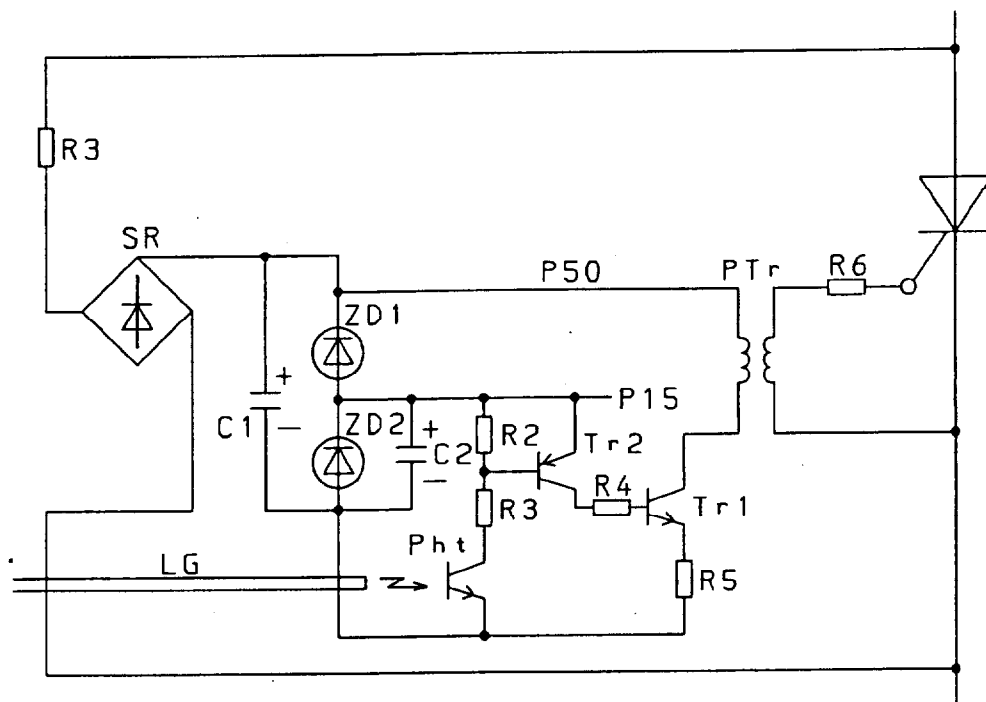 R3
SR
P50
PTr
R6
ZD1
+
C1
-
ZD2
+
C2
-
R2
P15
Tr2
R3
R4
Tr1
Pht
LG
R5